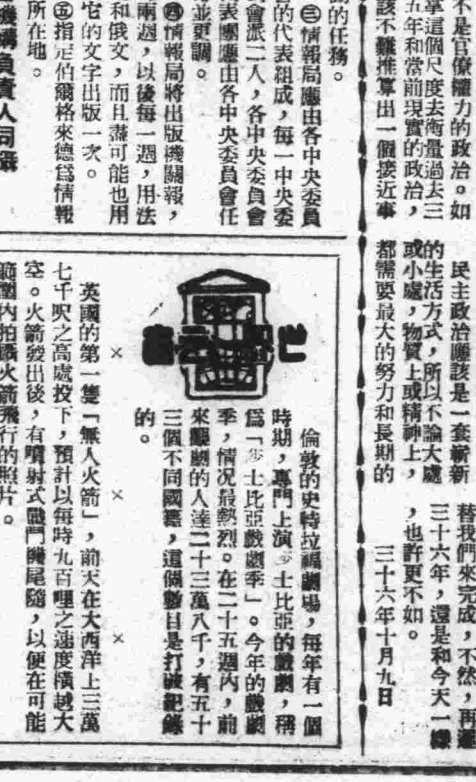 不是官僚權力的政治。如
拿這個尺度去衡量過去三
五年和當前現實的政治，
該不難推算出一個接近事
民主政治應該是一套嶄新
的生活方式，所以不論大處
或小處，物質上或精神上，
都需要最大的努力和長期的
替我們來完成，不然，再過
三十六年，還是和今天一樣
，也許更不如。
三十六年十月九日
的任務。
㊂情報局應由各中央委員
會的代表組成，每一中央委
員會派二人，各中央委員會
代表團應由各中央委員會任
並更調。
㊃情報局將出版機關報，
兩週，以後每一週，用法
和俄文，而且盡可能也用
它的文字出版一次。
㊄指定伯爾格來德爲情報
所在地。
機構負責人同攝
倫敦的史特拉福劇場，每年有一個
時期，專門上演莎士比亞的戲劇，稱
爲「莎士比亞戲劇季」。今年的戲劇
季，情況最熱烈。在二十五週內，前
來聽劇的人達二十三萬八千，有五十
三個不同國籍，這個數目是打破紀錄
的。
× × ×
英國的第一隻「無人火箭」，前天在大西洋上三萬
七千呎之高處投下，預計以每時九百哩之速度橫越大
空。火箭發出後，有噴射式戰鬥機尾隨，以便在可能
範圍內拍攝火箭飛行的照片。